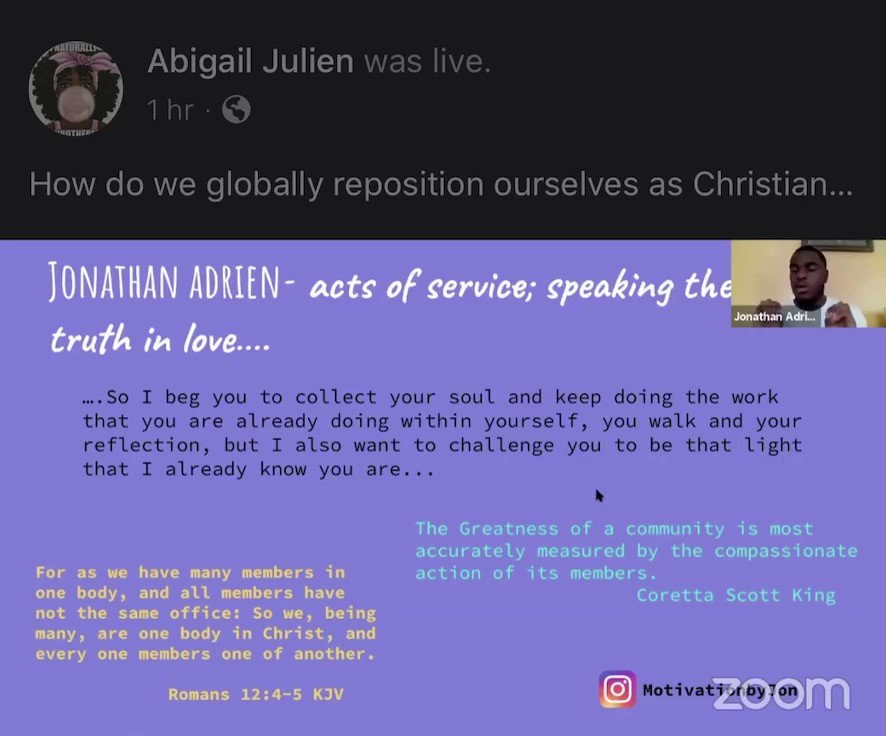 NATURALLY
Abigail Julien was live.
1 hr ·
How do we globally reposition ourselves as Christian...
JONATHAN ADRIEN- acts of service; speaking the
truth in love....
Jonathan Adri...
….So I beg you to collect your soul and keep doing the work
that you are already doing within yourself, you walk and your
reflection, but I also want to challenge you to be that light
that I already know you are...
The Greatness of a community is most
accurately measured by the compassionate
action of its members.
Coretta Scott King
For as we have many members in
one body, and all members have
not the same office: So we, being
many, are one body in Christ, and
every one members one of another.
Romans 12:4-5 KJV
MotivationbyJon
zoom